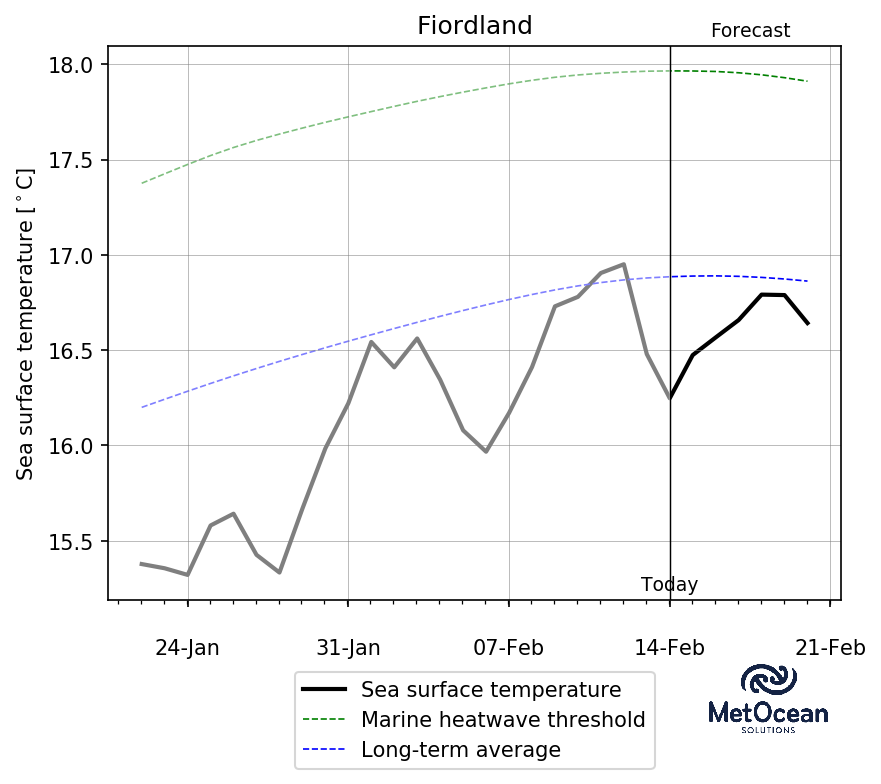 Fiordland
Forecast
Sea surface temperature [°C]
18.0
17.5
17.0
16.5
16.0
15.5
Today
24-Jan 31-Jan 07-Feb 14-Feb 21-Feb
Sea surface temperature
Marine heatwave threshold
Long-term average
MetOcean
SOLUTIONS